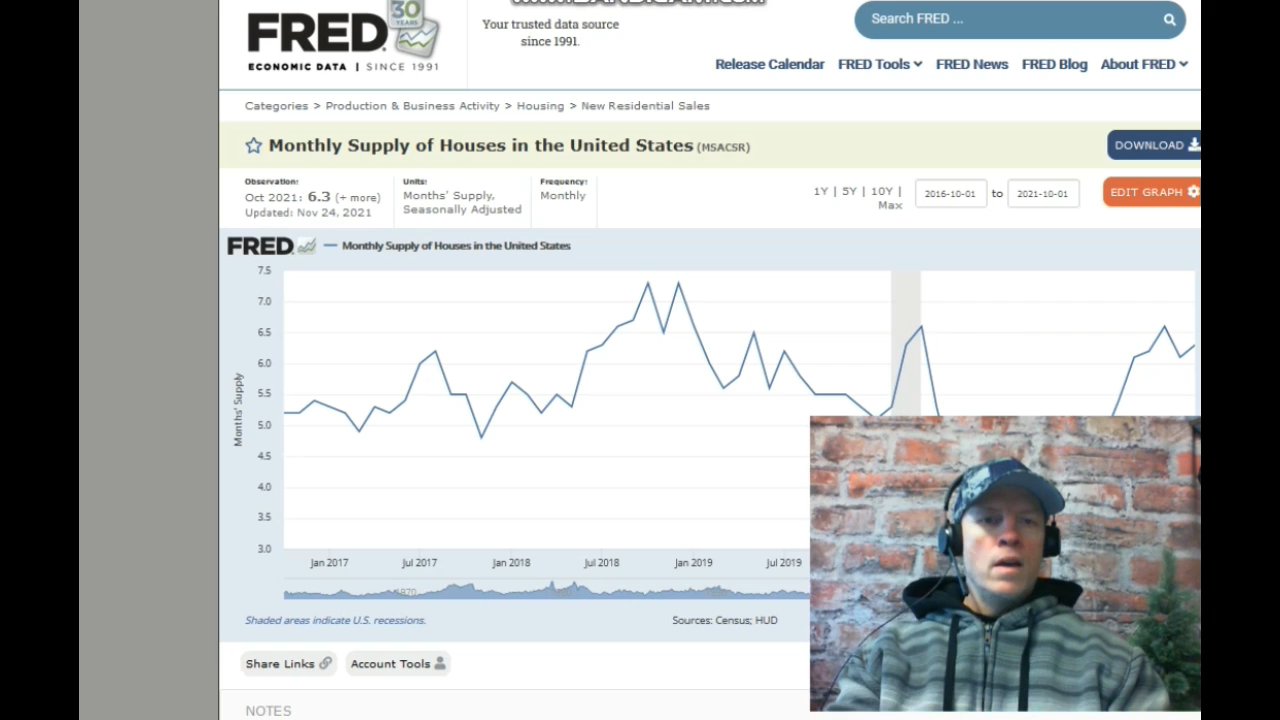 www.BANDICAM.com
30
YEARS
FRED
ECONOMIC DATA | SINCE 1991
Your trusted data source
since 1991.
Search FRED ...
Release Calendar FRED Tools FRED News FRED Blog About FRED
Categories > Production & Business Activity > Housing > New Residential Sales
Monthly Supply of Houses in the United States (MSACSR)
DOWNLOAD
Observation:
Oct 2021: 6.3 (+ more)
Updated: Nov 24, 2021
Units:
Months' Supply,
Seasonally Adjusted
Frequency:
Monthly
1Y | 5Y | 10Y |
Max
2016-10-01 to 2021-10-01
EDIT GRAPH
FRED Monthly Supply of Houses in the United States
7.5
7.0
6.5
6.0
5.5
5.0
4.5
4.0
3.5
3.0
Months' Supply
Jan 2017 Jul 2017 Jan 2018 Jul 2018 Jan 2019 Jul 2019
1970
Shaded areas indicate U.S. recessions.
Sources: Census; HUD
Share Links Account Tools
NOTES